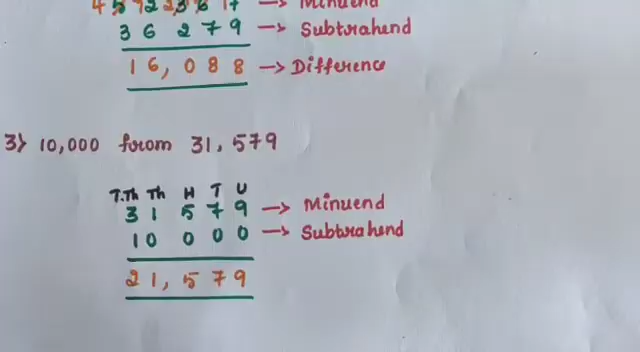 → Minuend
3 6 2 7 9 → Subtrahend
1 6, 0 8 8 → Difference
3) 10,000 from 31,579
T.Th Th H T U
3 1 5 7 9 → Minuend
1 0 0 0 0 → Subtrahend
2 1, 5 7 9